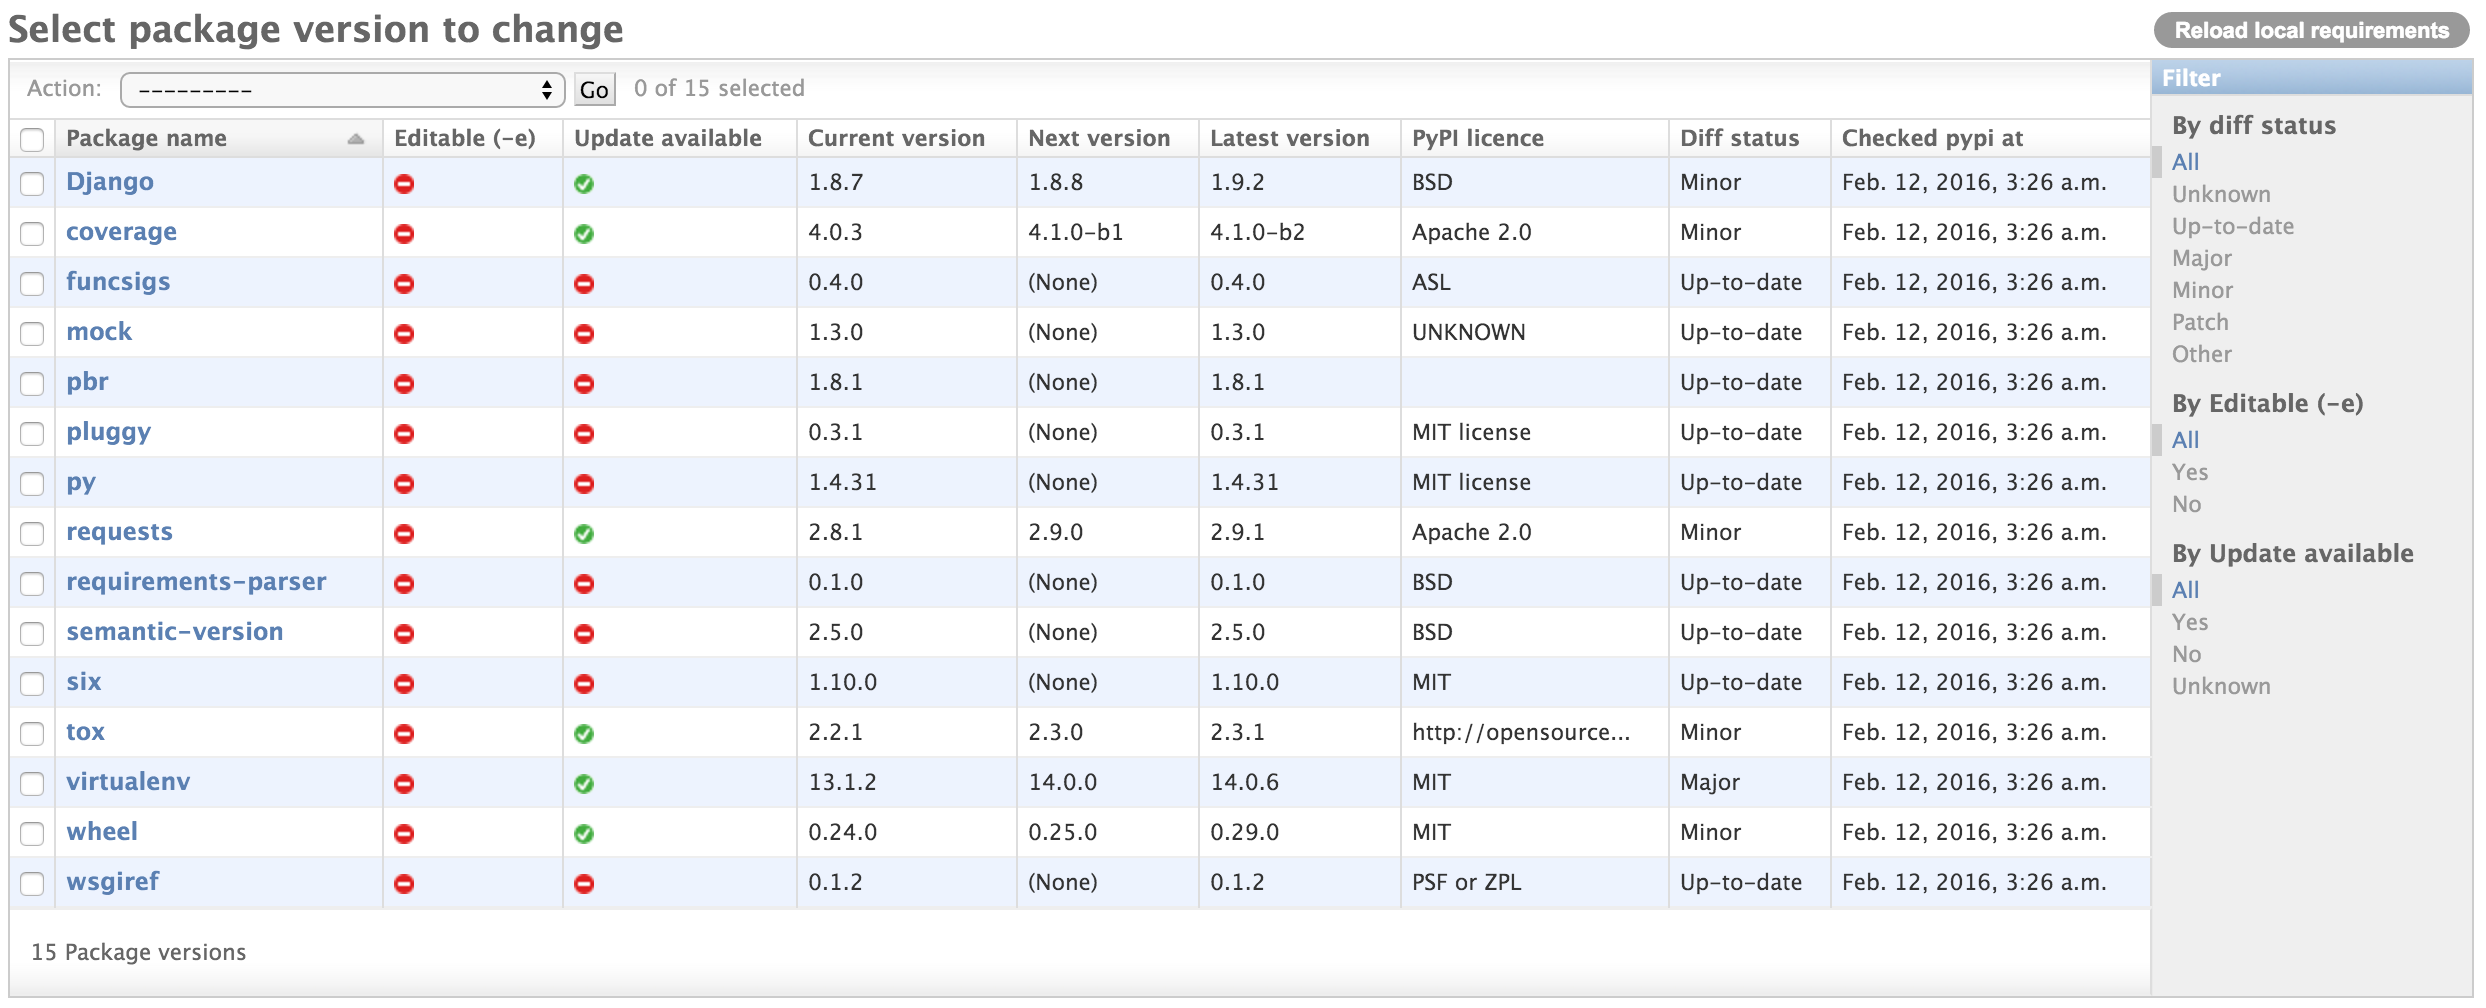 Select package version to change
Reload local requirements
Action: --------- Go 0 of 15 selected
Package name Editable (-e) Update available Current version Next version Latest version PyPI licence Diff status Checked pypi at
Django 1.8.7 1.8.8 1.9.2 BSD Minor Feb. 12, 2016, 3:26 a.m.
coverage 4.0.3 4.1.0-b1 4.1.0-b2 Apache 2.0 Minor Feb. 12, 2016, 3:26 a.m.
funcsigs 0.4.0 (None) 0.4.0 ASL Up-to-date Feb. 12, 2016, 3:26 a.m.
mock 1.3.0 (None) 1.3.0 UNKNOWN Up-to-date Feb. 12, 2016, 3:26 a.m.
pbr 1.8.1 (None) 1.8.1 Up-to-date Feb. 12, 2016, 3:26 a.m.
pluggy 0.3.1 (None) 0.3.1 MIT license Up-to-date Feb. 12, 2016, 3:26 a.m.
py 1.4.31 (None) 1.4.31 MIT license Up-to-date Feb. 12, 2016, 3:26 a.m.
requests 2.8.1 2.9.0 2.9.1 Apache 2.0 Minor Feb. 12, 2016, 3:26 a.m.
requirements-parser 0.1.0 (None) 0.1.0 BSD Up-to-date Feb. 12, 2016, 3:26 a.m.
semantic-version 2.5.0 (None) 2.5.0 BSD Up-to-date Feb. 12, 2016, 3:26 a.m.
six 1.10.0 (None) 1.10.0 MIT Up-to-date Feb. 12, 2016, 3:26 a.m.
tox 2.2.1 2.3.0 2.3.1 http://opensource... Minor Feb. 12, 2016, 3:26 a.m.
virtualenv 13.1.2 14.0.0 14.0.6 MIT Major Feb. 12, 2016, 3:26 a.m.
wheel 0.24.0 0.25.0 0.29.0 MIT Minor Feb. 12, 2016, 3:26 a.m.
wsgiref 0.1.2 (None) 0.1.2 PSF or ZPL Up-to-date Feb. 12, 2016, 3:26 a.m.
15 Package versions
Filter
By diff status
All
Unknown
Up-to-date
Major
Minor
Patch
Other
By Editable (-e)
All
Yes
No
By Update available
All
Yes
No
Unknown